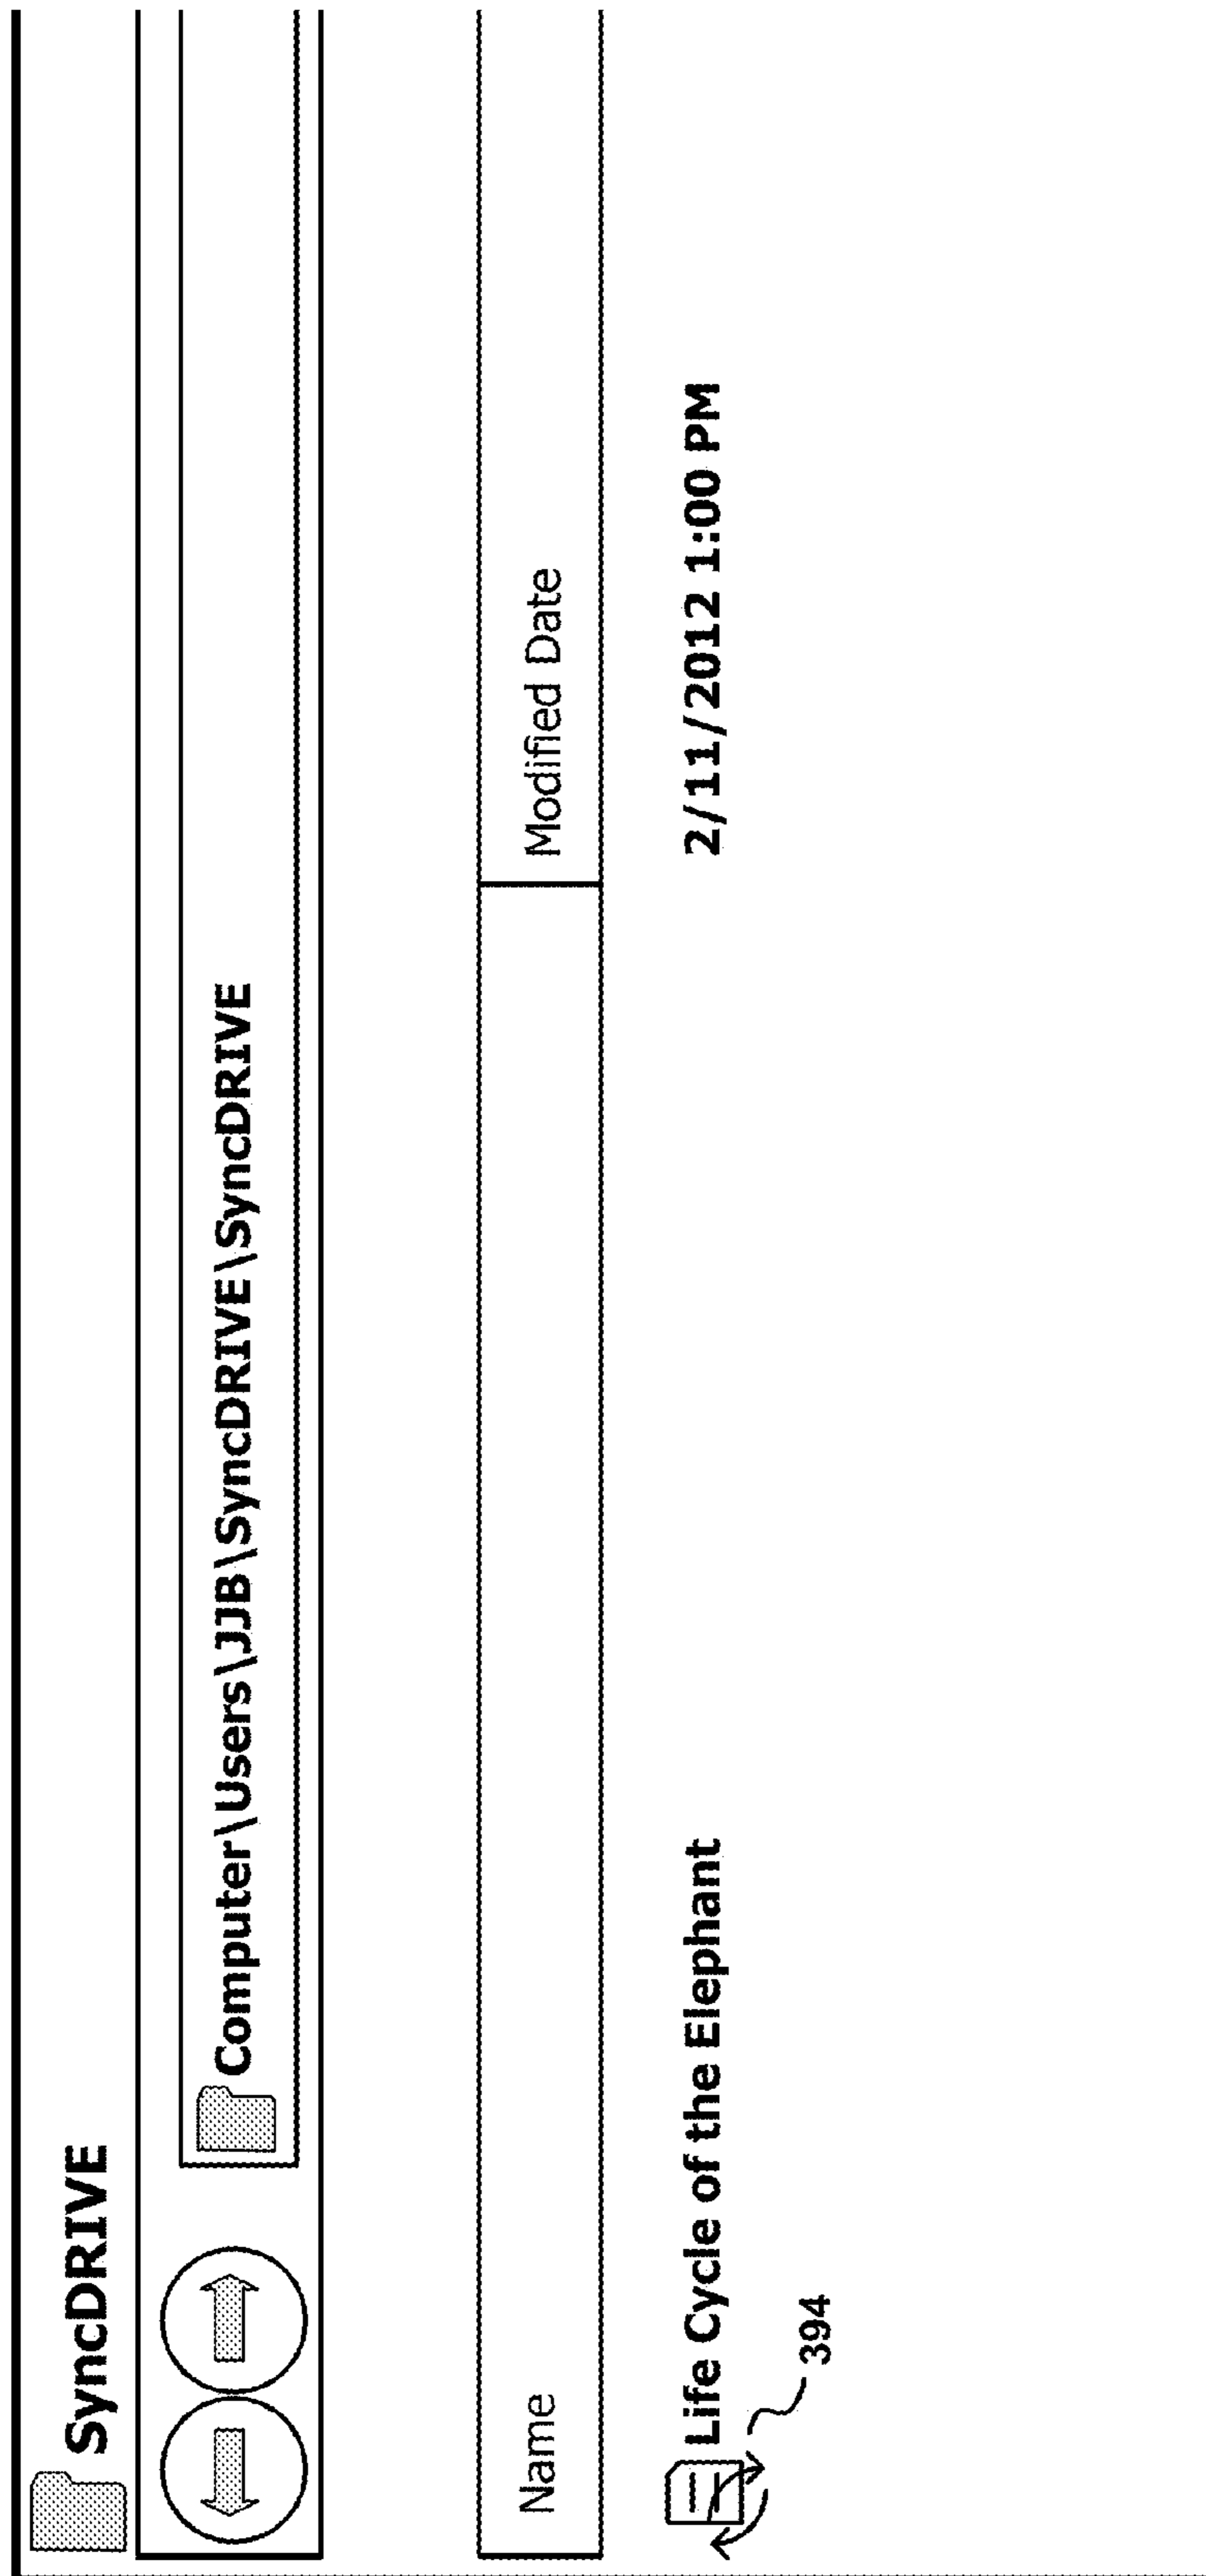 SyncDRIVE
Computer\Users\JJB\SyncDRIVE\SyncDRIVE
Name Modified Date
Life Cycle of the Elephant 2/11/2012 1:00 PM
394